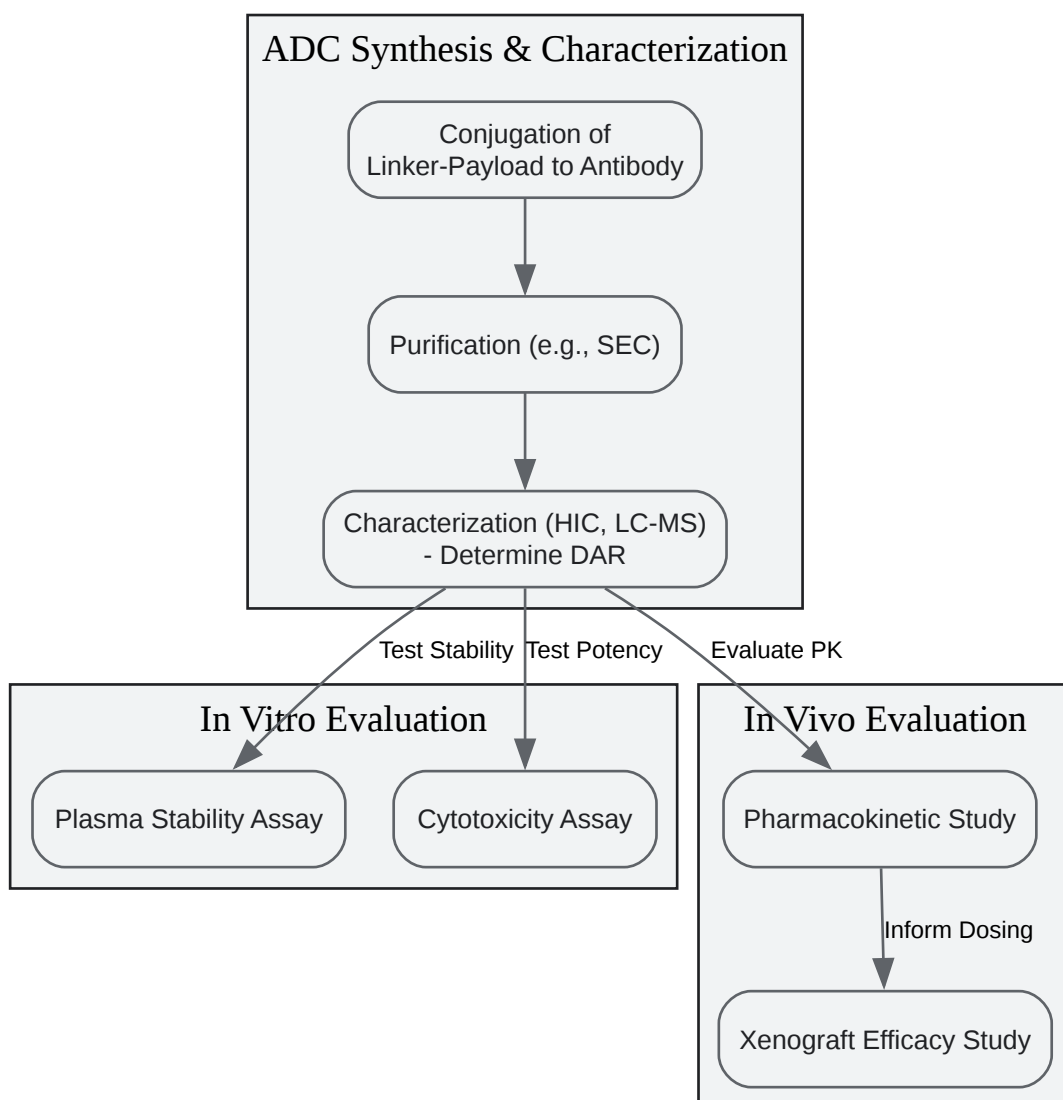 ADC Synthesis & Characterization
Conjugation of
Linker-Payload to Antibody
Purification (e.g., SEC)
Characterization (HIC, LC-MS)
- Determine DAR
Test Stability
Test Potency
Evaluate PK
In Vitro Evaluation
In Vivo Evaluation
Plasma Stability Assay
Cytotoxicity Assay
Pharmacokinetic Study
Inform Dosing
Xenograft Efficacy Study